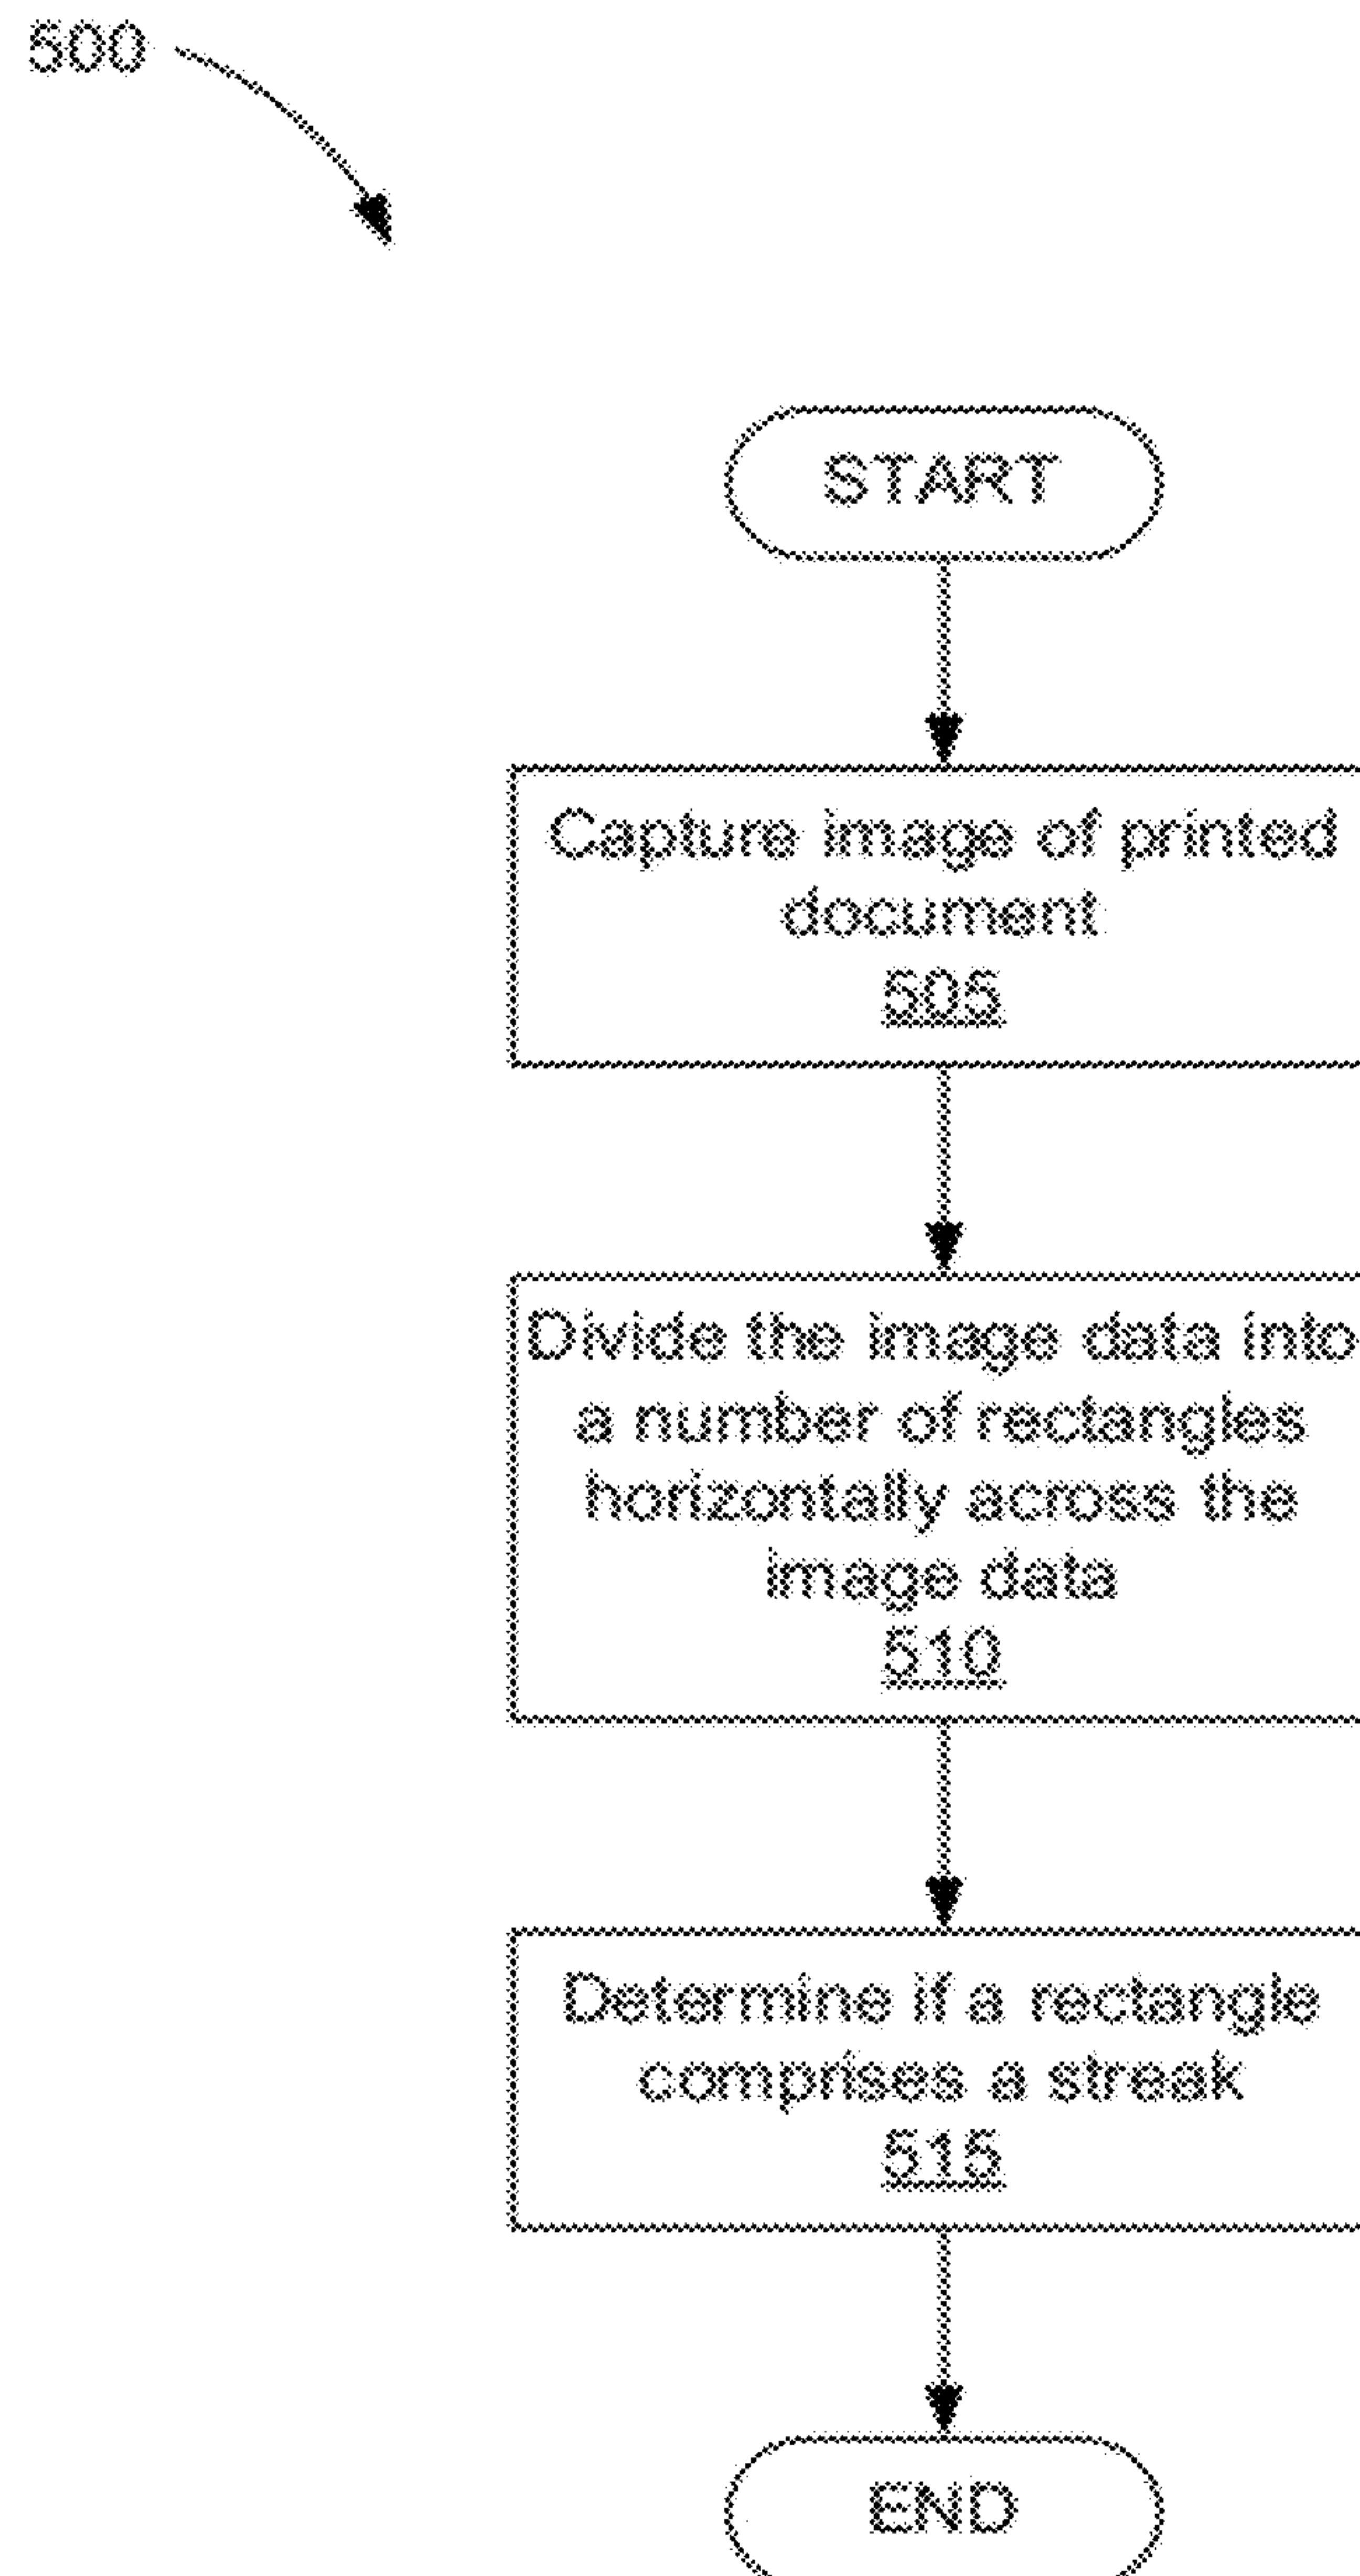 500
START
Capture image of printed
document
505
Divide the image data into
a number of rectangles
horizontally across the
image data
510
Determine if a rectangle
comprises a streak
515
END